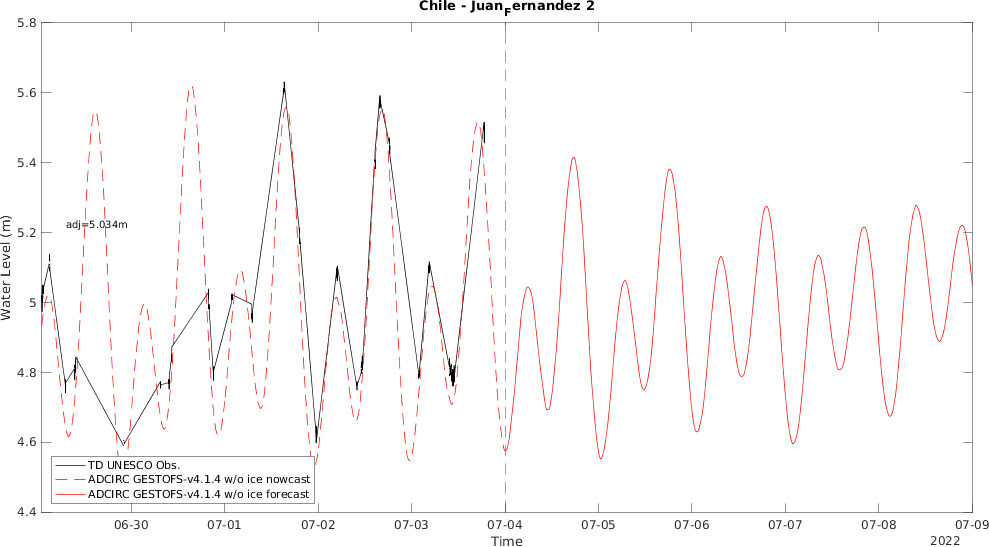 Chile - Juan_Fernandez 2
5.8
5.6
5.4
5.2
5
4.8
4.6
4.4
Water Level (m)
adj=5.034m
TD UNESCO Obs.
ADCIRC GESTOFS-v4.1.4 w/o ice nowcast
ADCIRC GESTOFS-v4.1.4 w/o ice forecast
06-30
07-01
07-02
07-03
07-04
07-05
07-06
07-07
07-08
07-09
Time
2022